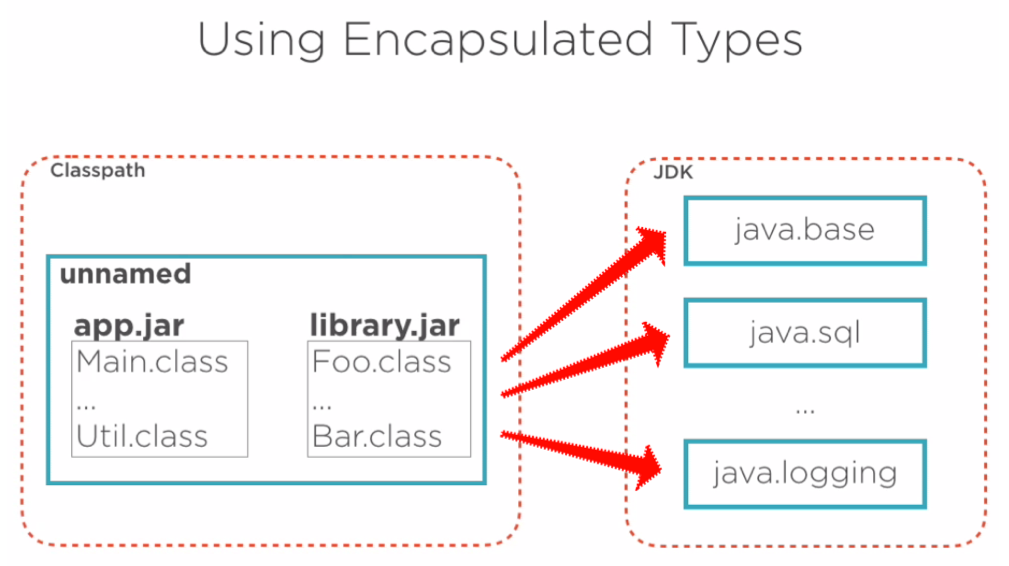 Using Encapsulated Types
Classpath
unnamed
app.jar
Main.class
...
Util.class
library.jar
Foo.class
...
Bar.class
JDK
java.base
java.sql
...
java.logging